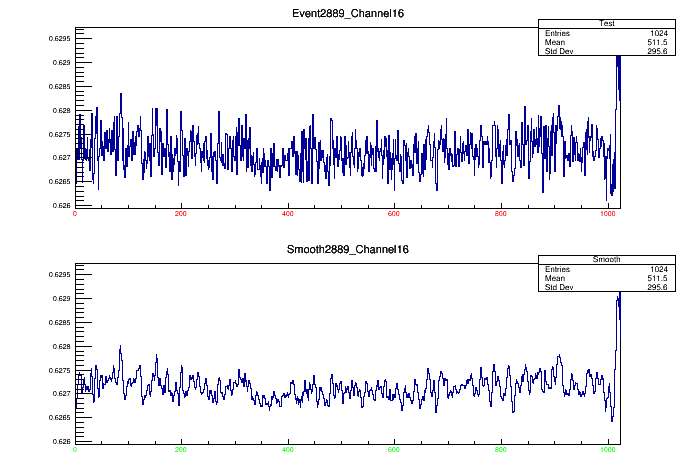 Event2889_Channel16
Test
Entries 1024
Mean 511.5
Std Dev 295.6
0.6295
0.629
0.6285
0.628
0.6275
0.627
0.6265
0.626
0 200 400 600 800 1000
Smooth2889_Channel16
Smooth
Entries 1024
Mean 511.5
Std Dev 295.6
0.6295
0.629
0.6285
0.628
0.6275
0.627
0.6265
0.626
0 200 400 600 800 1000